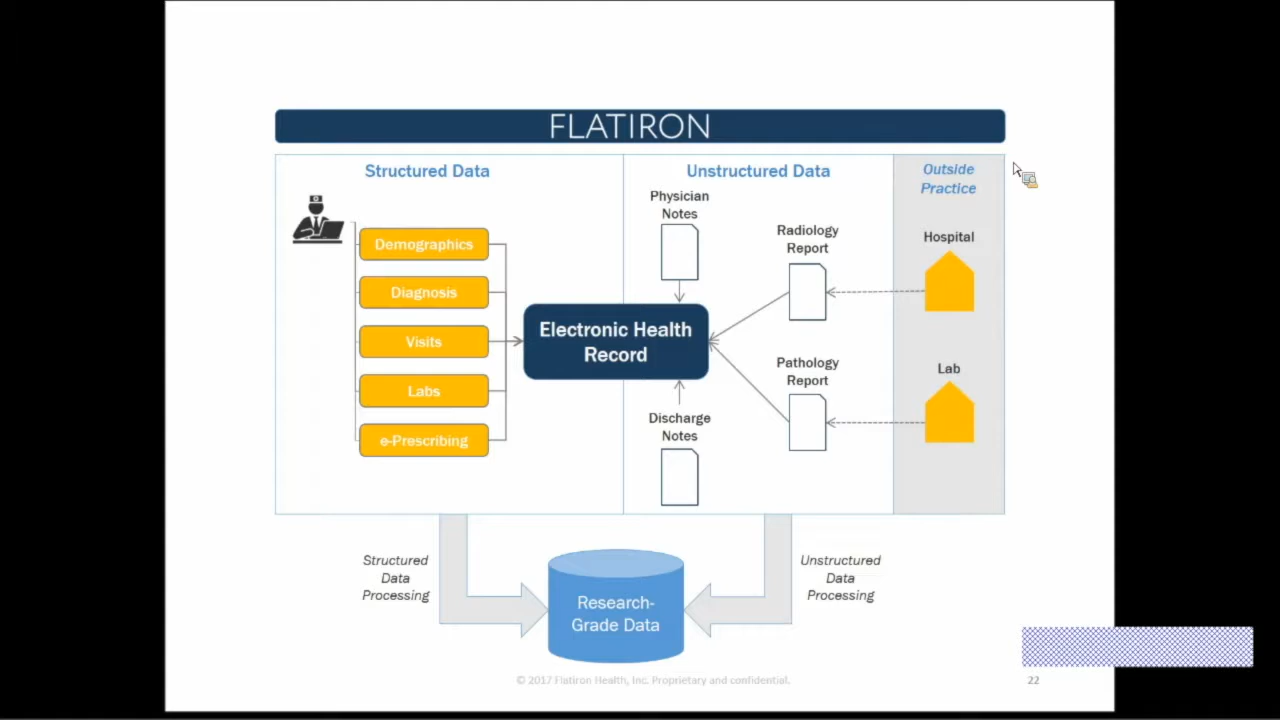 FLATIRON
Structured Data
Demographics
Diagnosis
Visits
Labs
e-Prescribing
Electronic Health
Record
Unstructured Data
Physician
Notes
Radiology
Report
Pathology
Report
Discharge
Notes
Outside
Practice
Hospital
Lab
Structured
Data
Processing
Research-
Grade Data
Unstructured
Data
Processing
© 2017 Flatiron Health, Inc. Proprietary and confidential.
22